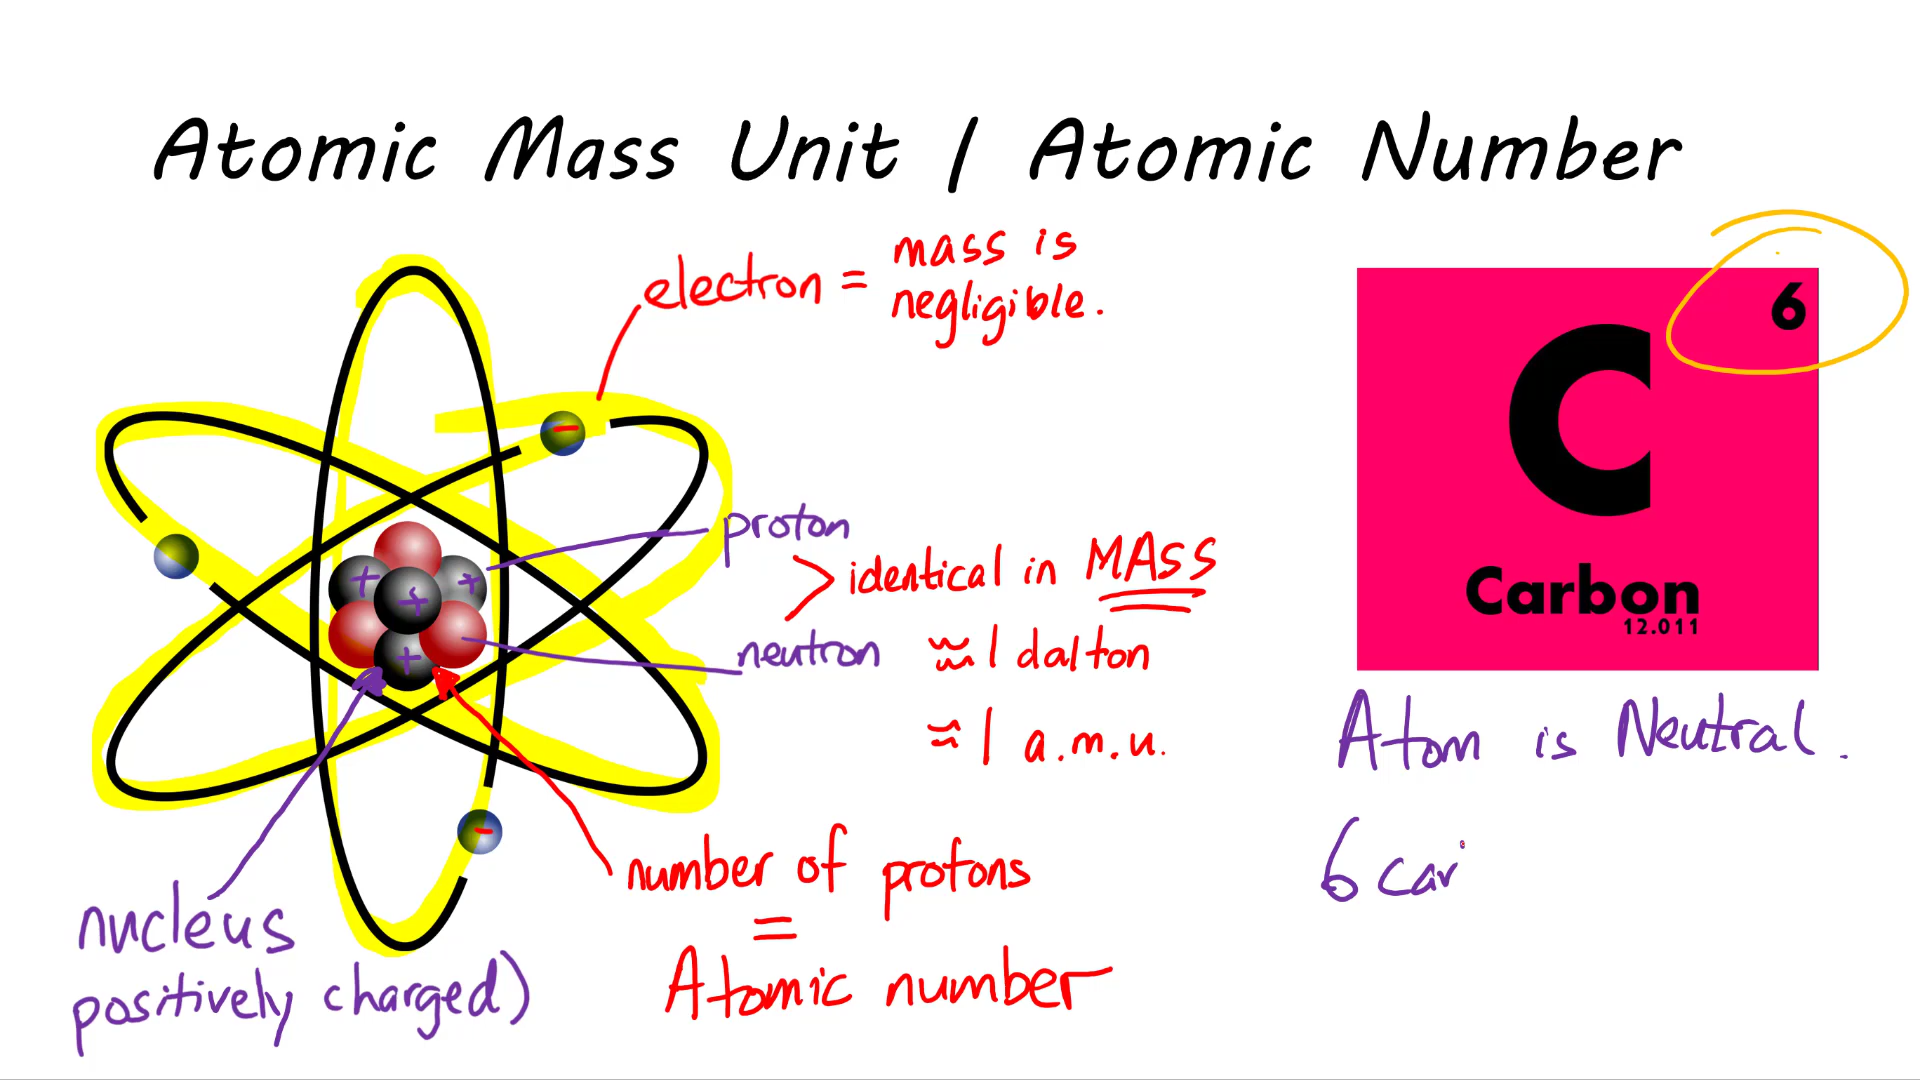 Atomic Mass Unit / Atomic Number
electron = mass is
negligible.
6
C
Carbon
12.011
proton
neutron
> identical in MASS
≈ 1 dalton
≈ 1 a.m.u.
Atom is Neutral.
6 car
number of protons
=
Atomic number
nucleus
positively charged)